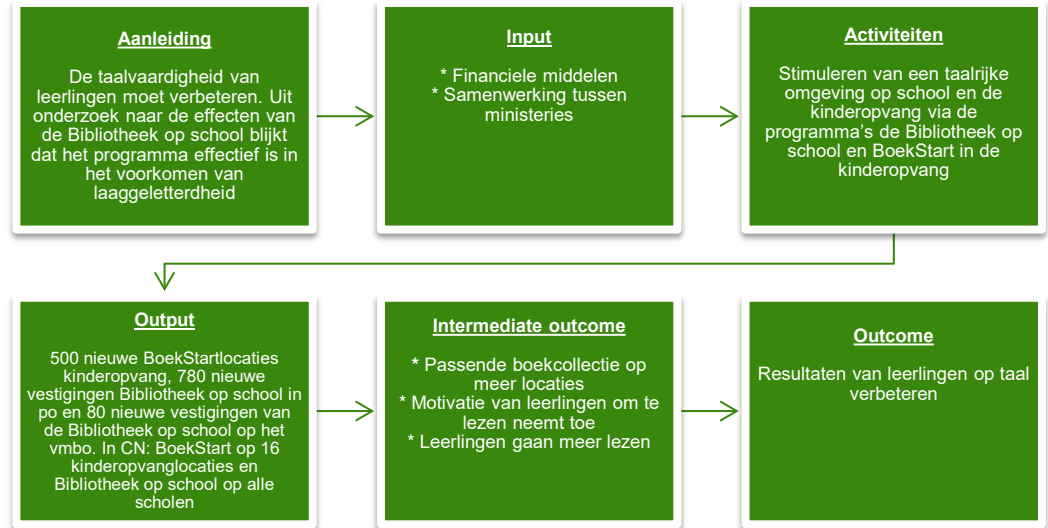 Aanleiding
De taalvaardigheid van
leerlingen moet verbeteren. Uit
onderzoek naar de effecten van
de Bibliotheek op school blijkt
dat het programma effectief is in
het voorkomen van
laaggeletterdheid
Input
* Financiele middelen
* Samenwerking tussen
ministeries
Activiteiten
Stimuleren van een taalrijke
omgeving op school en de
kinderopvang via de
programma's de Bibliotheek op
school en BoekStart in de
kinderopvang
Output
500 nieuwe BoekStartlocaties
kinderopvang, 780 nieuwe
vestigingen Bibliotheek op school in
po en 80 nieuwe vestigingen van
de Bibliotheek op school op het
vmbo. In CN: BoekStart op 16
kinderopvanglocaties en
Bibliotheek op school op alle
scholen
Intermediate outcome
* Passende boekcollectie op
meer locaties
* Motivatie van leerlingen om te
lezen neemt toe
* Leerlingen gaan meer lezen
Outcome
Resultaten van leerlingen op taal
verbeteren